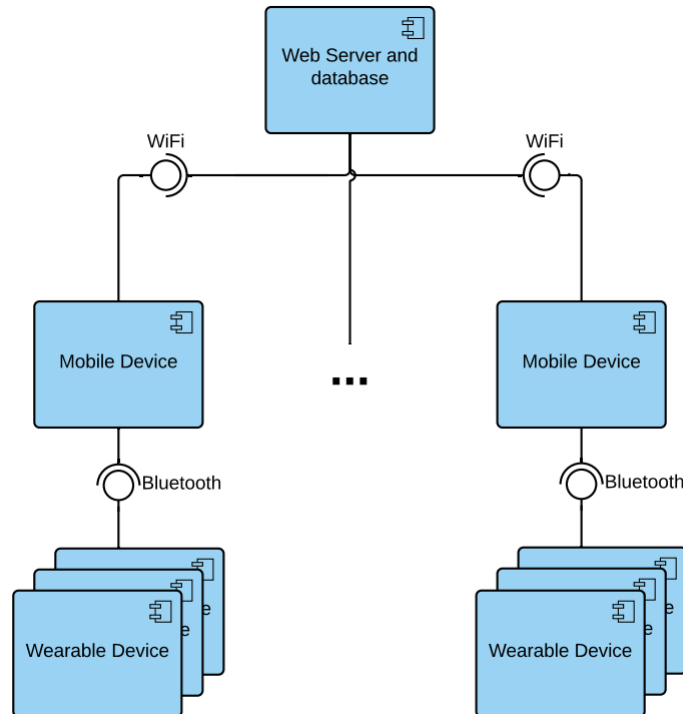 Web Server and
database
WiFi
WiFi
Mobile Device
Mobile Device
...
Bluetooth
Bluetooth
e
e
Wearable Device
e
e
Wearable Device